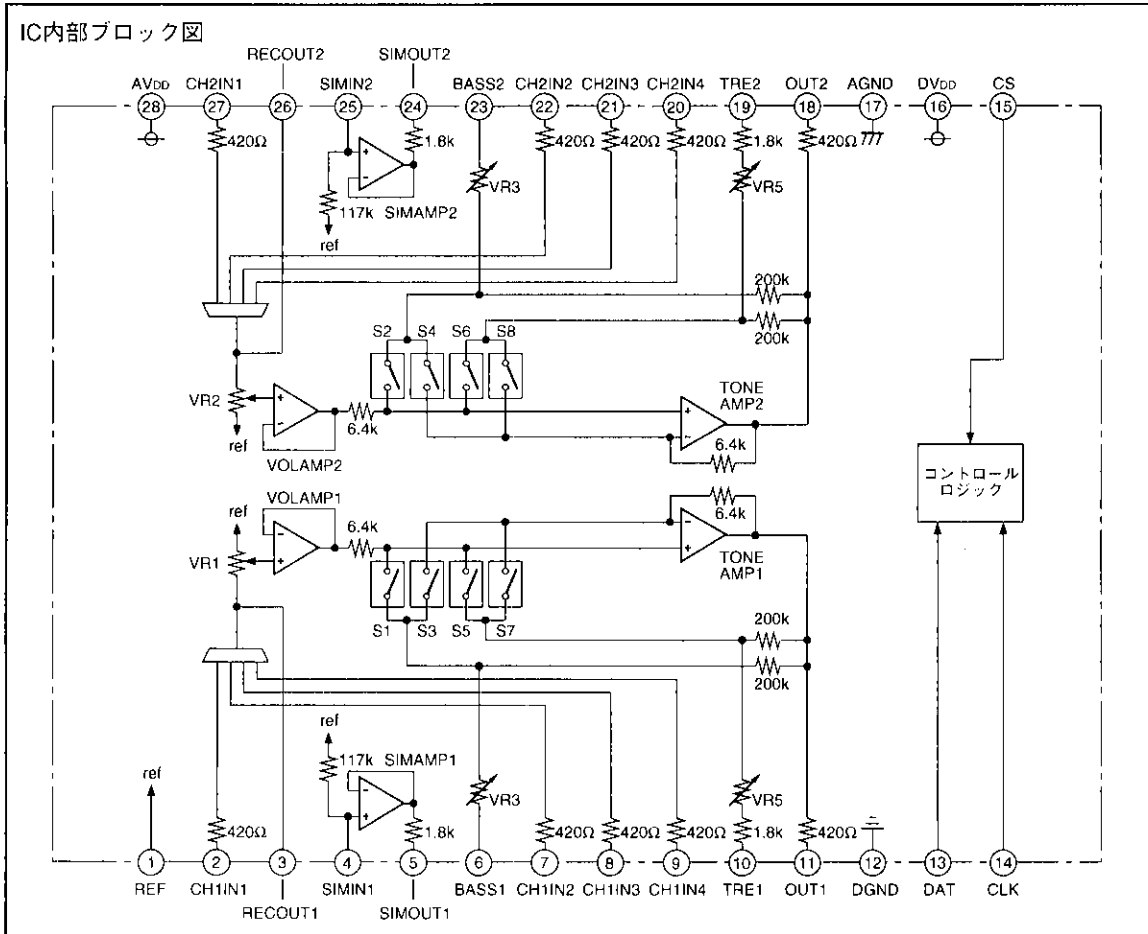 IC内部ブロック図
RECOUT2 SIMOUT2
AVDD CH2IN1 SIMIN2 BASS2 CH2IN2 CH2IN3 CH2IN4 TRE2 OUT2 AGND DVDD CS
28 27 26 25 24 23 22 21 20 19 18 17 16 15
420Ω 1.8k 420Ω 420Ω 420Ω 1.8k 420Ω
VR3 VR5
117k SIMAMP2
ref
200k
S2 S4 S6 S8
200k
TONE
AMP2
VR2
6.4k
ref
VOLAMP2
6.4k
コントロール
ロジック
VOLAMP1
ref
6.4k
6.4k
VR1
TONE
AMP1
S1 S3 S5 S7
200k
200k
ref
117k SIMAMP1
ref
VR3 VR5
420Ω 1.8k 420Ω 420Ω 420Ω 1.8k 420Ω
1 2 3 4 5 6 7 8 9 10 11 12 13 14
REF CH1IN1 SIMIN1 BASS1 CH1IN2 CH1IN3 CH1IN4 TRE1 OUT1 DGND DAT CLK
RECOUT1 SIMOUT1